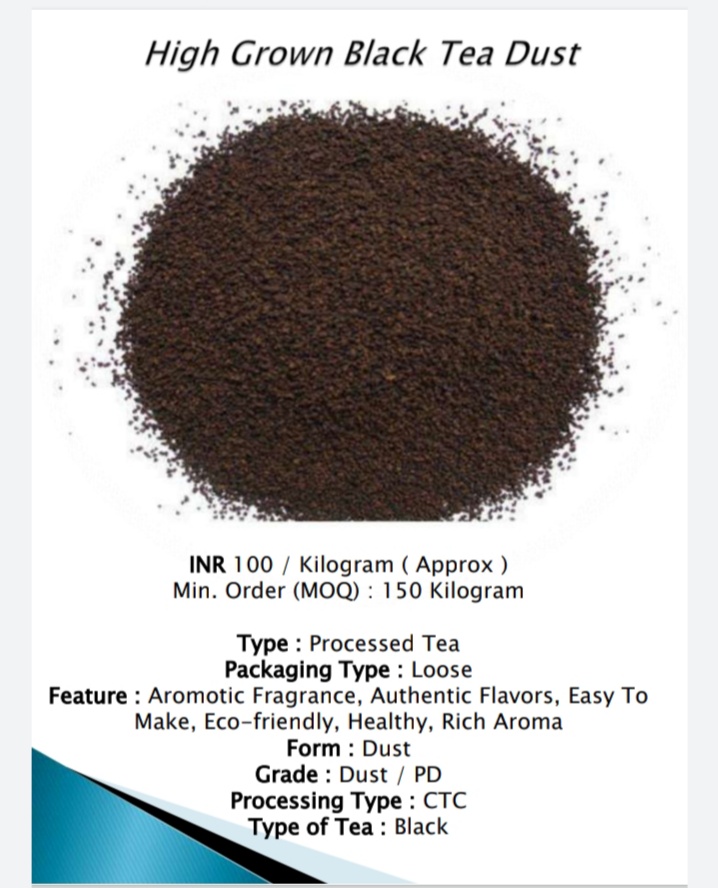 High Grown Black Tea Dust
INR 100 / Kilogram ( Approx )
Min. Order (MOQ) : 150 Kilogram
Type : Processed Tea
Packaging Type : Loose
Feature : Aromotic Fragrance, Authentic Flavors, Easy To
Make, Eco-friendly, Healthy, Rich Aroma
Form : Dust
Grade : Dust / PD
Processing Type : CTC
Type of Tea : Black